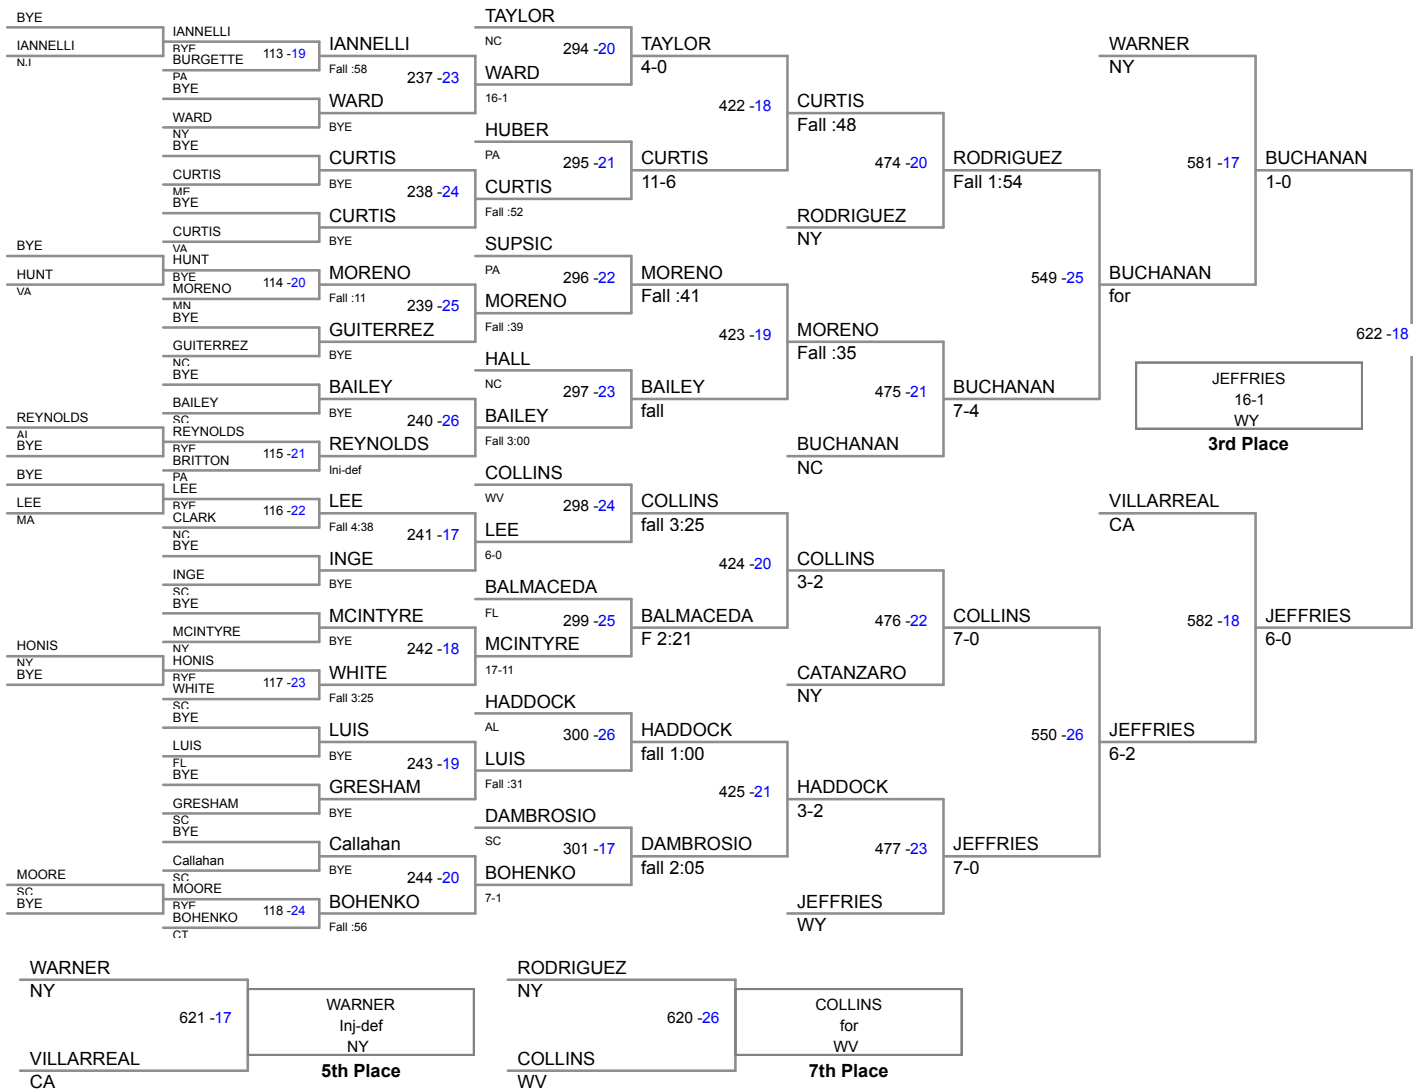 BYE
IANNELLI
NJ
BYE
HUNT
VA
REYNOLDS
AL
BYE
BYE
LEE
MA
HONIS
NY
BYE
MOORE
SC
BYE
IANNELLI
BYE
BURGETTE
113 -19
PA
BYE
WARD
NY
BYE
CURTIS
ME
BYE
CURTIS
VA
HUNT
BYE
MORENO
114 -20
MN
BYE
GUITERREZ
NC
BYE
BAILEY
SC
REYNOLDS
BYE
BRITTON
115 -21
PA
LEE
BYE
CLARK
116 -22
NC
BYE
INGE
SC
BYE
MCINTYRE
NY
HONIS
BYE
WHITE
117 -23
SC
BYE
LUIS
FL
BYE
GRESHAM
SC
BYE
Callahan
SC
MOORE
BYE
BOHENKO
118 -24
CT
IANNELLI
Fall :58
237 -23
WARD
BYE
CURTIS
BYE
238 -24
CURTIS
BYE
MORENO
Fall :11
239 -25
GUITERREZ
BYE
BAILEY
BYE
240 -26
REYNOLDS
Inj-def
LEE
Fall 4:38
241 -17
INGE
BYE
MCINTYRE
BYE
242 -18
WHITE
Fall 3:25
LUIS
BYE
243 -19
GRESHAM
BYE
Callahan
BYE
244 -20
BOHENKO
Fall :56
TAYLOR
NC
294 -20
WARD
16-1
HUBER
PA
295 -21
CURTIS
Fall :52
SUPSIC
PA
296 -22
MORENO
Fall :39
HALL
NC
297 -23
BAILEY
Fall 3:00
COLLINS
WV
298 -24
LEE
6-0
BALMACEDA
FL
299 -25
MCINTYRE
17-11
HADDOCK
AL
300 -26
LUIS
Fall :31
DAMBROSIO
SC
301 -17
BOHENKO
7-1
TAYLOR
4-0
422 -18
CURTIS
11-6
MORENO
Fall :41
423 -19
BAILEY
fall
COLLINS
fall 3:25
424 -20
BALMACEDA
F 2:21
HADDOCK
fall 1:00
425 -21
DAMBROSIO
fall 2:05
CURTIS
Fall :48
474 -20
RODRIGUEZ
NY
MORENO
Fall :35
475 -21
BUCHANAN
NC
COLLINS
3-2
476 -22
CATANZARO
NY
HADDOCK
3-2
477 -23
JEFFRIES
WY
RODRIGUEZ
Fall 1:54
549 -25
BUCHANAN
7-4
COLLINS
7-0
550 -26
JEFFRIES
7-0
WARNER
NY
581 -17
BUCHANAN
for
VILLARREAL
CA
582 -18
JEFFRIES
6-2
BUCHANAN
1-0
622 -18
JEFFRIES
6-0
JEFFRIES
16-1
WY
3rd Place
WARNER
NY
621 -17
VILLARREAL
CA
WARNER
Inj-def
NY
5th Place
RODRIGUEZ
NY
620 -26
COLLINS
WV
COLLINS
for
WV
7th Place